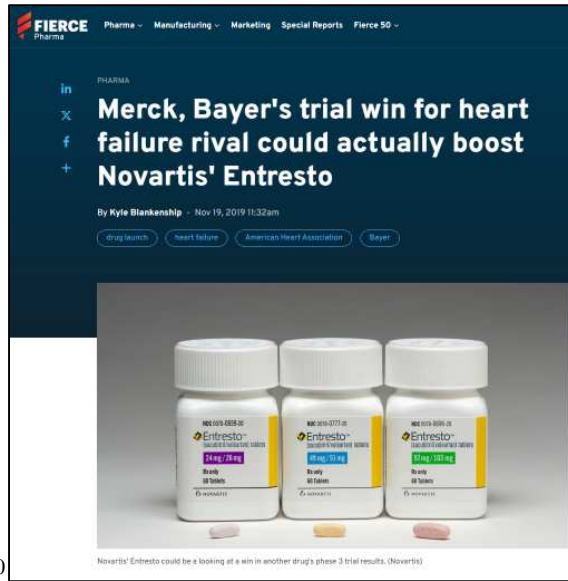 FIERCE
Pharma
Pharma
Manufacturing
Marketing
Special Reports
Fierce 50
in
X
f
+
PHARMA
Merck, Bayer's trial win for heart
failure rival could actually boost
Novartis' Entresto
By Kyle Blankenship - Nov 19, 2019 11:32am
drug launch
heart failure
American Heart Association
Bayer
Entresto™
24 mg / 26 mg
Rx only
60 Tablets
NOVARTIS
Entresto™
49 mg / 51 mg
Rx only
60 Tablets
NOVARTIS
Entresto™
97 mg / 103 mg
Rx only
60 Tablets
NOVARTIS
Novartis' Entresto could be a looking at a win in another drug's phase 3 trial results. (Novartis)